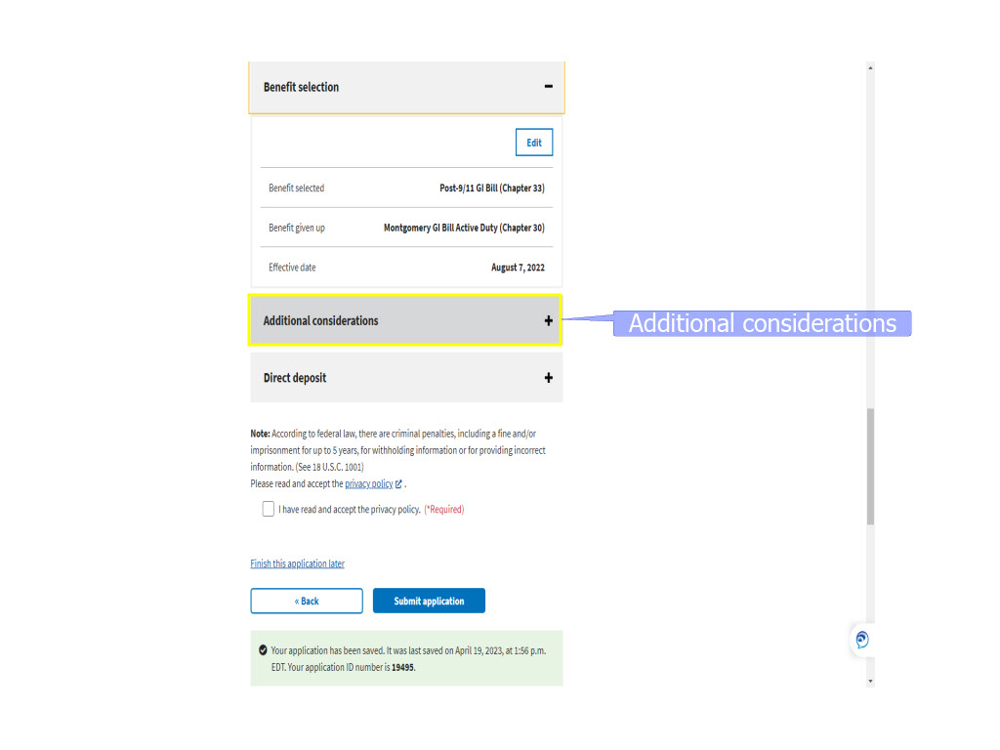 Benefit selection
Edit
Benefit selected Post-9/11 GI Bill (Chapter 33)
Benefit given up Montgomery GI Bill Active Duty (Chapter 30)
Effective date August 7, 2022
Additional considerations
Additional considerations
Direct deposit
Note: According to federal law, there are criminal penalties, including a fine and/or
imprisonment for up to 5 years, for withholding information or for providing incorrect
information. (See 18 U.S.C. 1001)
Please read and accept the privacy policy .
I have read and accept the privacy policy. (*Required)
Finish this application later
« Back Submit application
Your application has been saved. It was last saved on April 19, 2023, at 1:56 p.m.
EDT. Your application ID number is 19495.